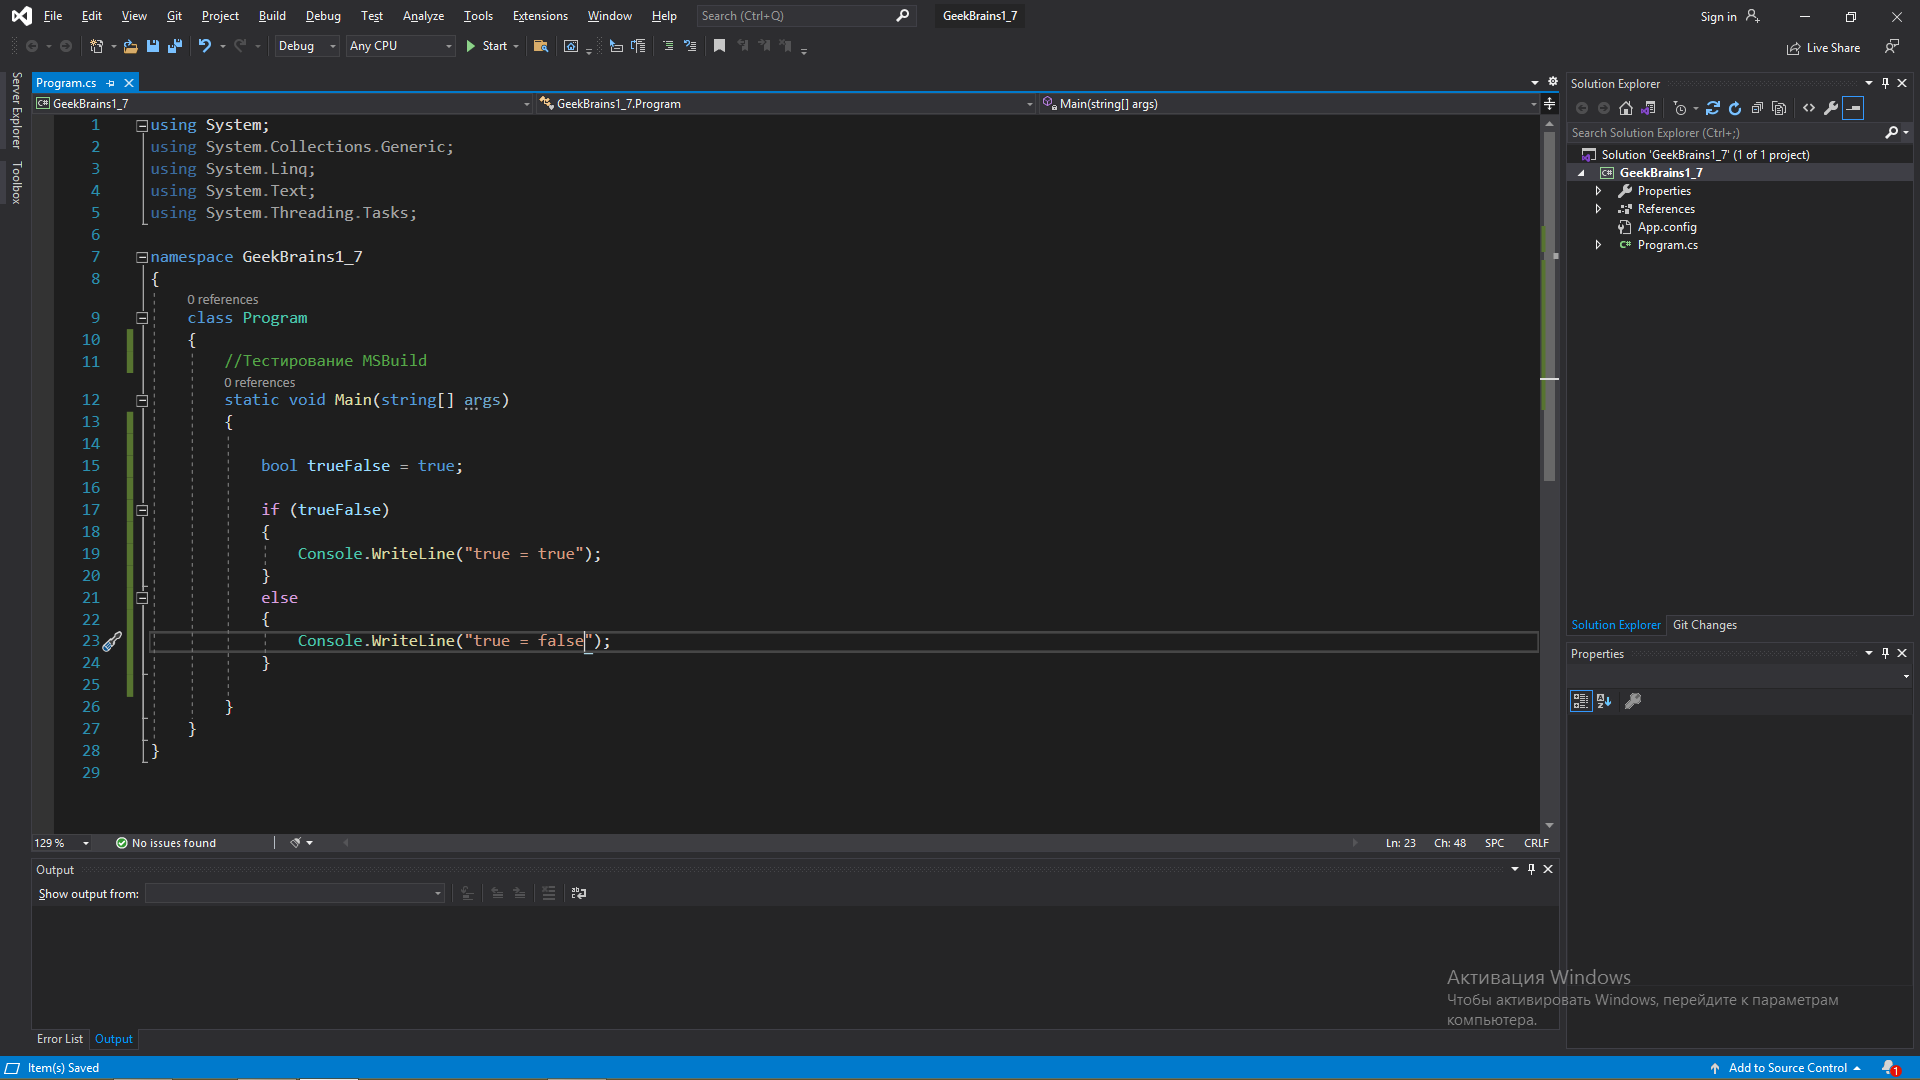 File Edit View Git Project Build Debug Test Analyze Tools Extensions Window Help Search (Ctrl+Q) GeekBrains1_7 Sign in
Debug Any CPU Start Live Share
Server Explorer
Toolbox
Program.cs
GeekBrains1_7 GeekBrains1_7.Program Main(string[] args)
1 using System;
2 using System.Collections.Generic;
3 using System.Linq;
4 using System.Text;
5 using System.Threading.Tasks;
6
7 namespace GeekBrains1_7
8 {
0 references
9 class Program
10 {
11 //Тестирование MSBuild
0 references
12 static void Main(string[] args)
13 {
14
15 bool trueFalse = true;
16
17 if (trueFalse)
18 {
19 Console.WriteLine("true = true");
20 }
21 else
22 {
23 Console.WriteLine("true = false");
24 }
25
26 }
27 }
28 }
29
129 % No issues found Ln: 23 Ch: 48 SPC CRLF
Output
Show output from:
Error List Output
Solution Explorer
Search Solution Explorer (Ctrl+;)
Solution 'GeekBrains1_7' (1 of 1 project)
C# GeekBrains1_7
Properties
References
App.config
C# Program.cs
Solution Explorer Git Changes
Properties
Активация Windows
Чтобы активировать Windows, перейдите к параметрам
компьютера.
Item(s) Saved Add to Source Control 1